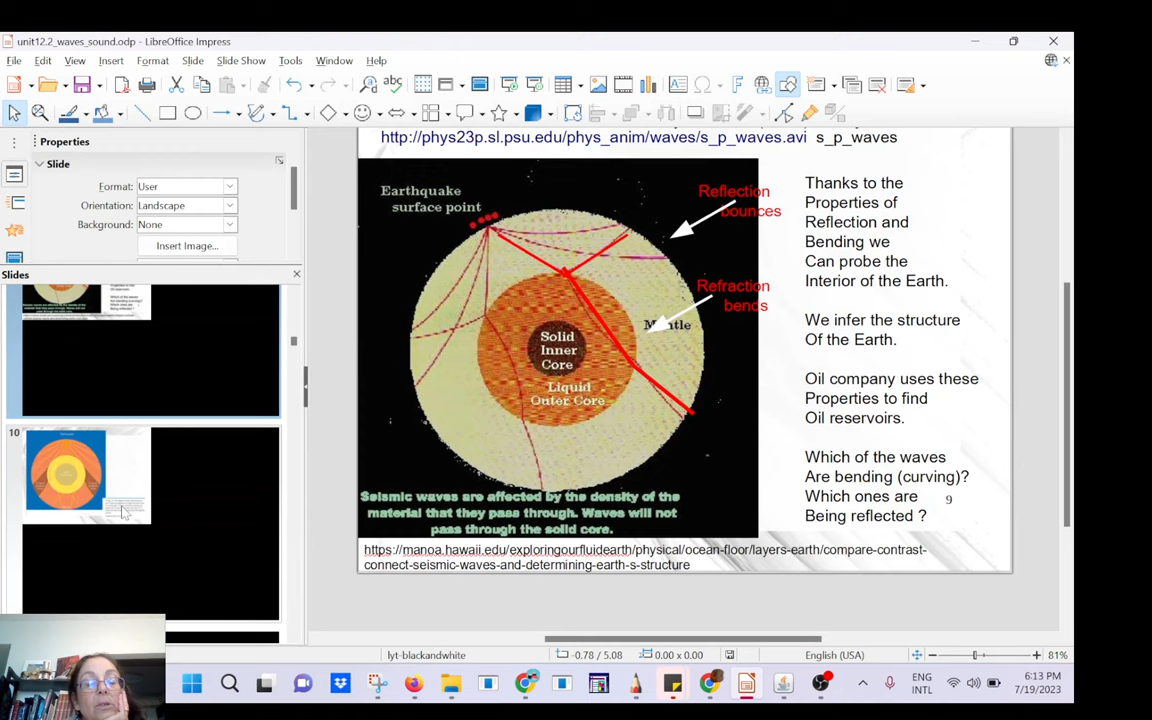 unit12.2_waves_sound.odp - LibreOffice Impress
File Edit View Insert Format Slide Slide Show Tools Window Help
Properties
Slide
Format: User
Orientation: Landscape
Background: None
Insert Image...
Slides
10
http://phys23p.sl.psu.edu/phys_anim/waves/s_p_waves.avi s_p_waves
Earthquake
surface point
Reflection
bounces
Refraction
bends
Mantle
Solid
Inner
Core
Liquid
Outer Core
Seismic waves are affected by the density of the
material that they pass through. Waves will not
pass through the solid core.
Thanks to the
Properties of
Reflection and
Bending we
Can probe the
Interior of the Earth.
We infer the structure
Of the Earth.
Oil company uses these
Properties to find
Oil reservoirs.
Which of the waves
Are bending (curving)?
Which ones are
Being reflected ?
9
https://manoa.hawaii.edu/exploringourfluidearth/physical/ocean-floor/layers-earth/compare-contrast-
connect-seismic-waves-and-determining-earth-s-structure
lyt-blackandwhite
-0.78 / 5.08
0.00 x 0.00
English (USA)
81%
ENG
INTL
6:13 PM
7/19/2023